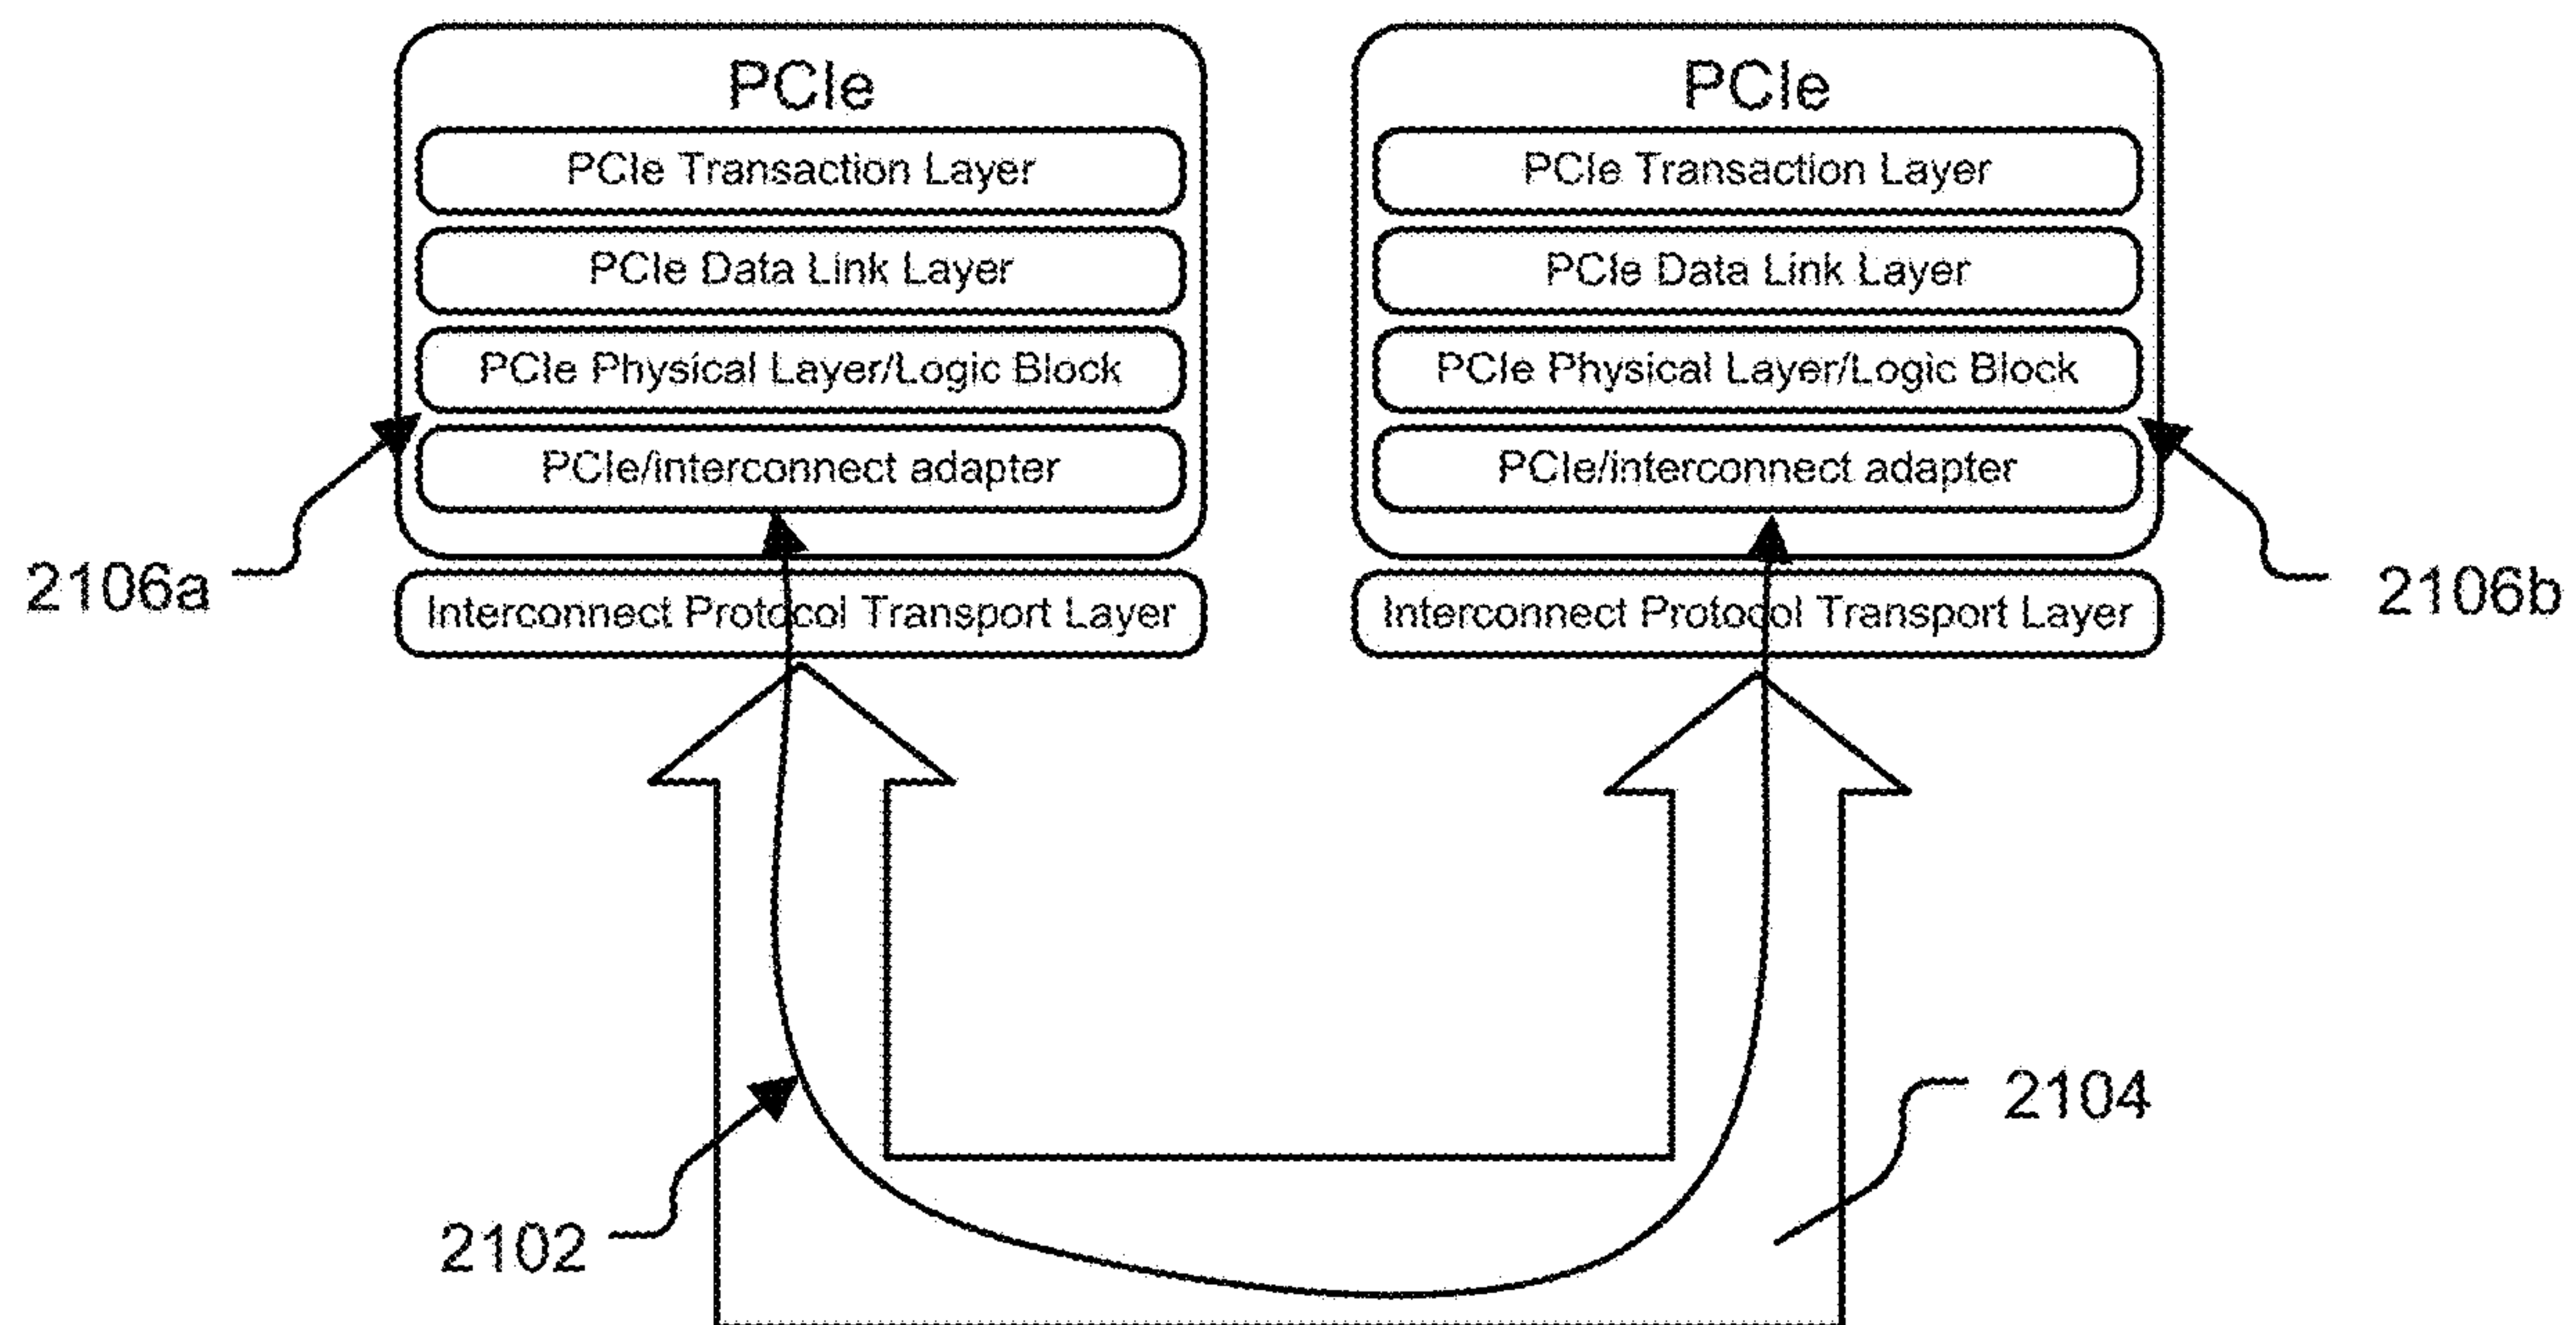 PCIe
PCIe Transaction Layer
PCIe Data Link Layer
PCIe Physical Layer/Logic Block
PCIe/interconnect adapter
Interconnect Protocol Transport Layer
PCIe
PCIe Transaction Layer
PCIe Data Link Layer
PCIe Physical Layer/Logic Block
PCIe/interconnect adapter
Interconnect Protocol Transport Layer
2106a
2106b
2102
2104